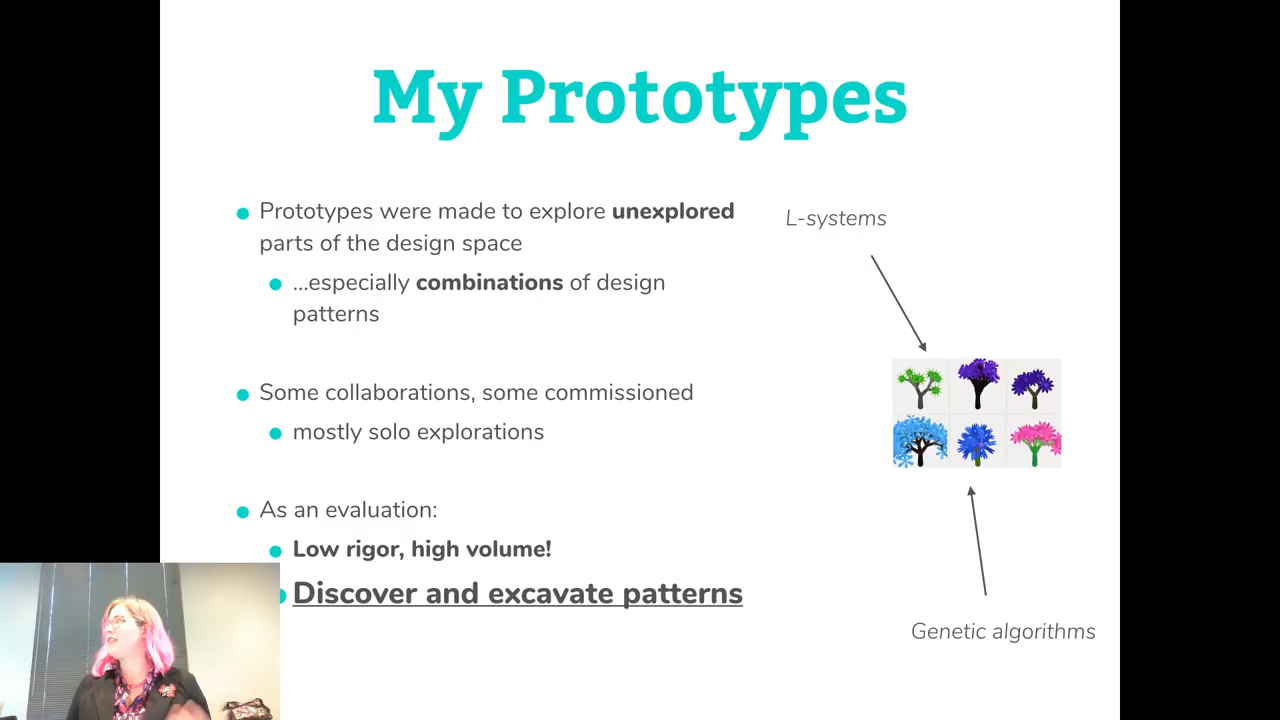 My Prototypes
Prototypes were made to explore unexplored
parts of the design space
...especially combinations of design
patterns
Some collaborations, some commissioned
mostly solo explorations
As an evaluation:
Low rigor, high volume!
Discover and excavate patterns
L-systems
Genetic algorithms